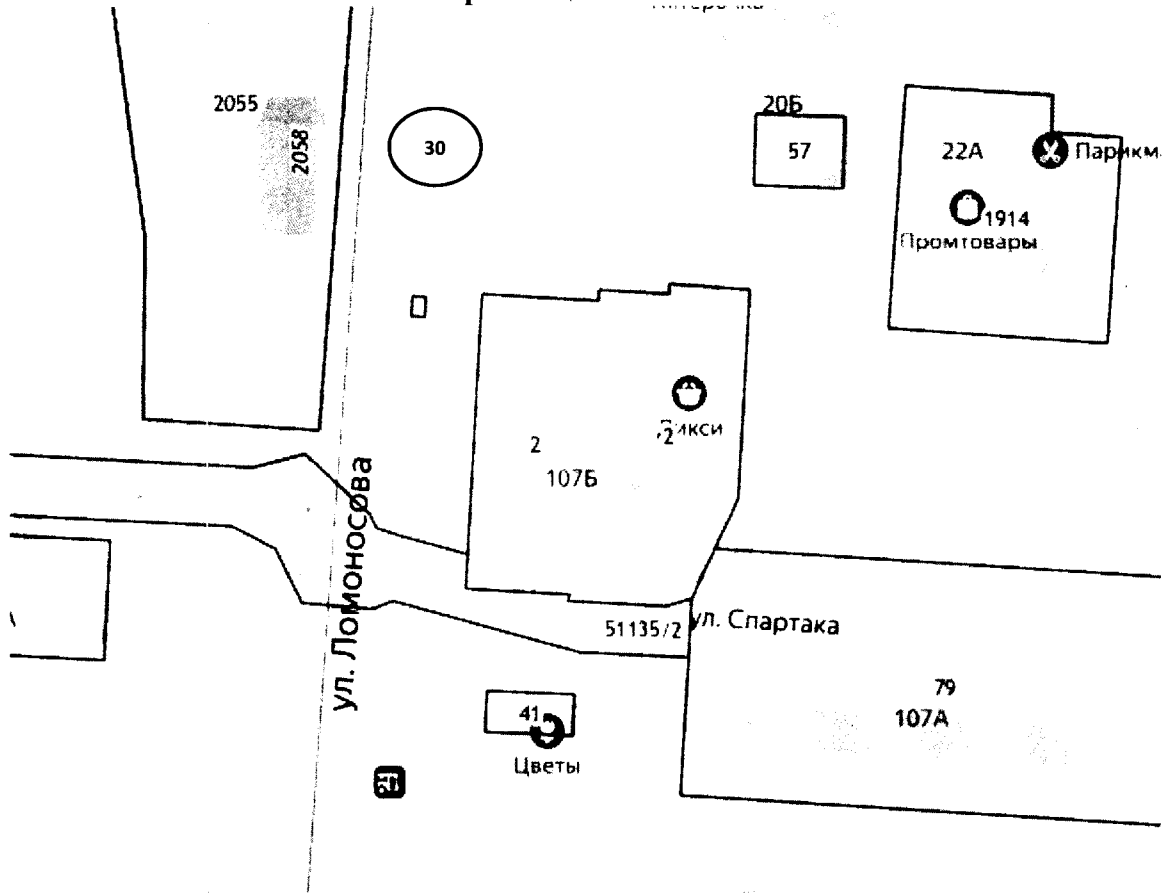 2055
2058
30
20Б
57
22А
Парикм
1914
Промтовары
2
107Б
ул. Ломоносова
51135/2
ул. Спартака
79
107А
41
Цветы